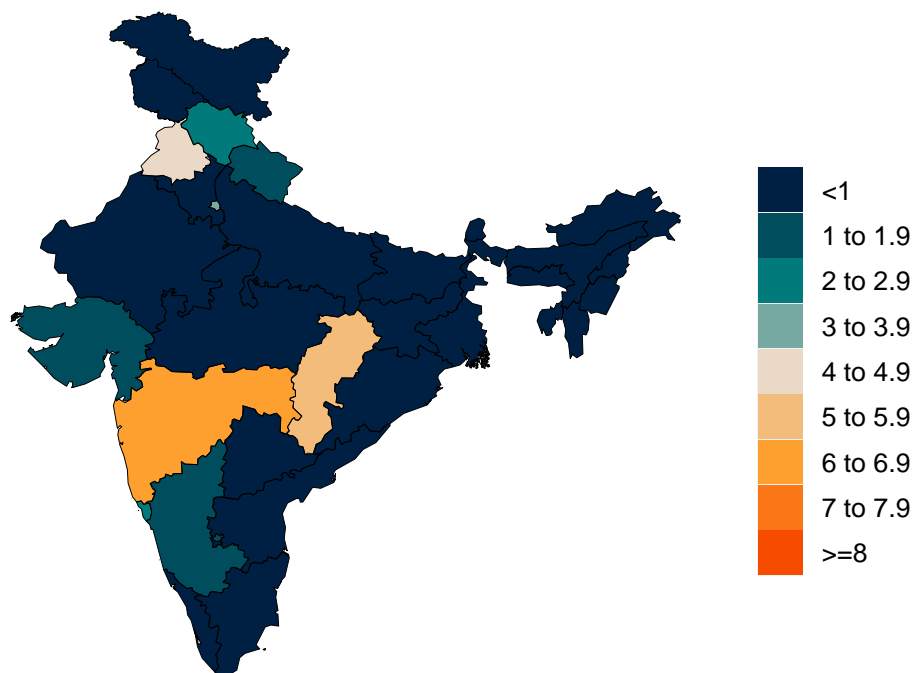 <1
1 to 1.9
2 to 2.9
3 to 3.9
4 to 4.9
5 to 5.9
6 to 6.9
7 to 7.9
>=8